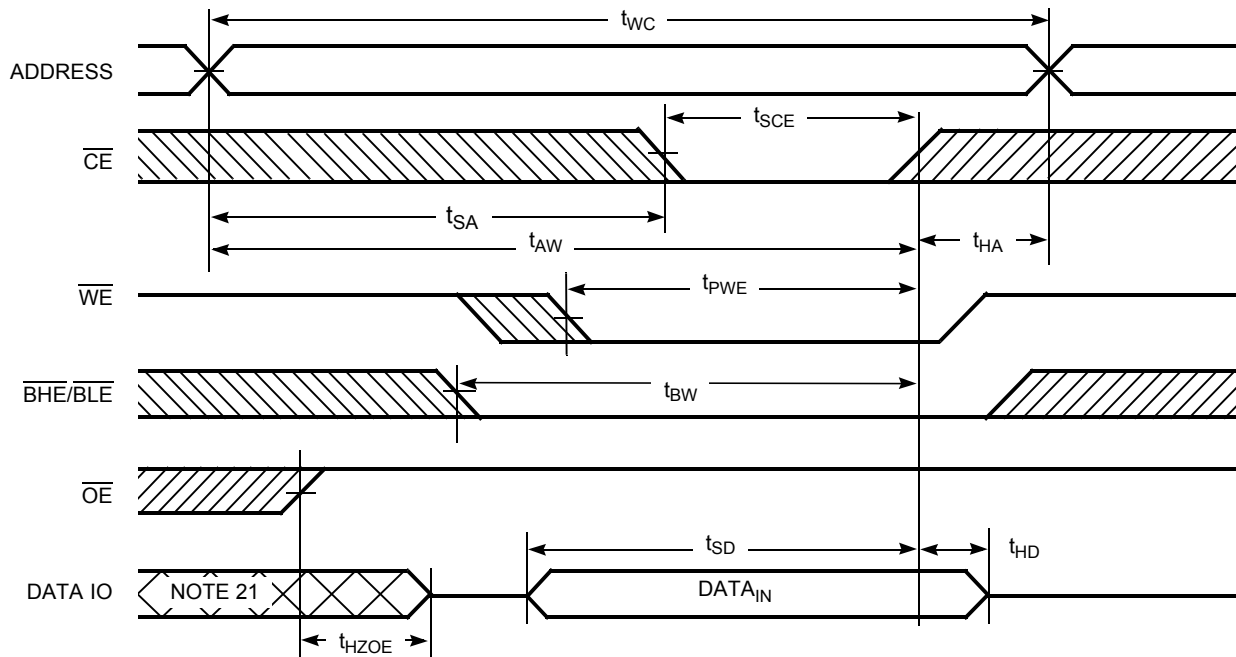 tWC
ADDRESS
tSCE
CE
tSA
tAW
tHA
WE
tPWE
BHE/BLE
tBW
OE
tSD
tHD
DATA IO
NOTE 21
DATAIN
tHZOE